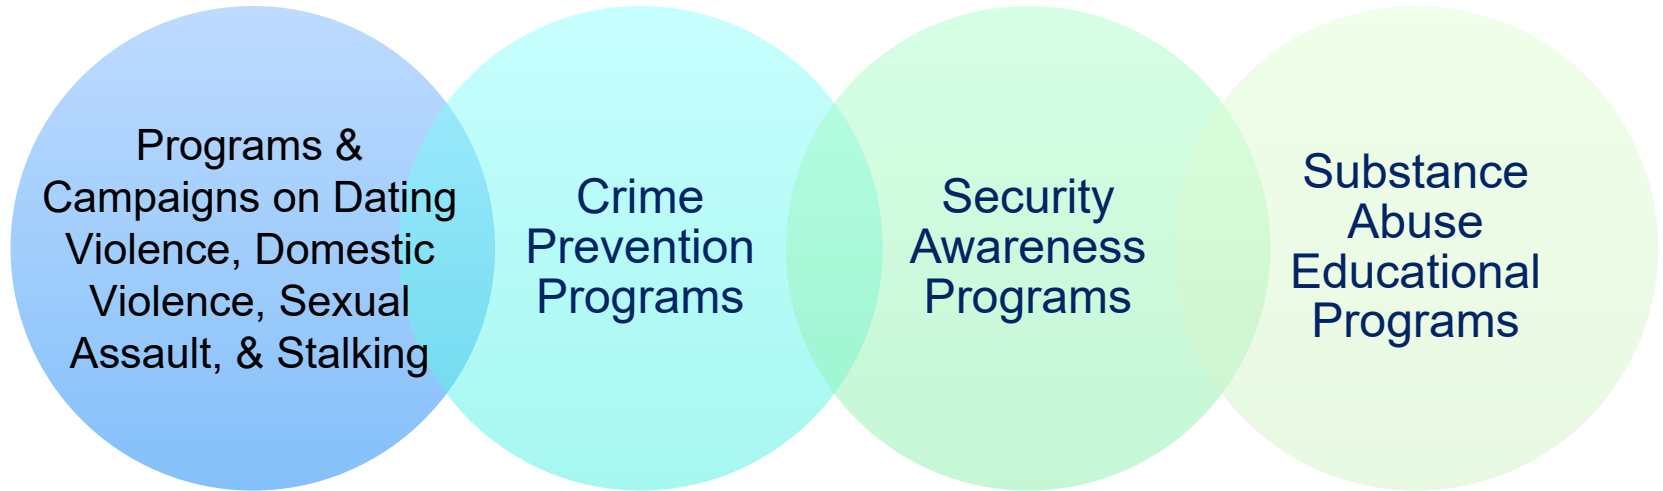 Programs &
Campaigns on Dating
Violence, Domestic
Violence, Sexual
Assault, & Stalking
Crime
Prevention
Programs
Security
Awareness
Programs
Substance
Abuse
Educational
Programs